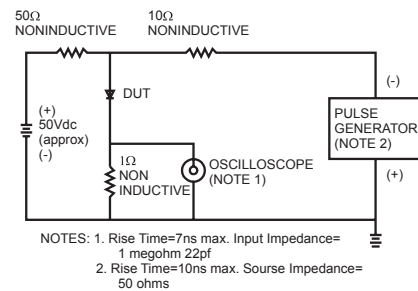 50Ω
NONINDUCTIVE
10Ω
NONINDUCTIVE
(+)
50Vdc
(approx)
(-)
DUT
1Ω
NON
INDUCTIVE
OSCILLOSCOPE
(NOTE 1)
(-)
PULSE
GENERATOR
(NOTE 2)
(+)
NOTES: 1. Rise Time=7ns max. Input Impedance=
1 megohm 22pf
2. Rise Time=10ns max. Sourse Impedance=
50 ohms